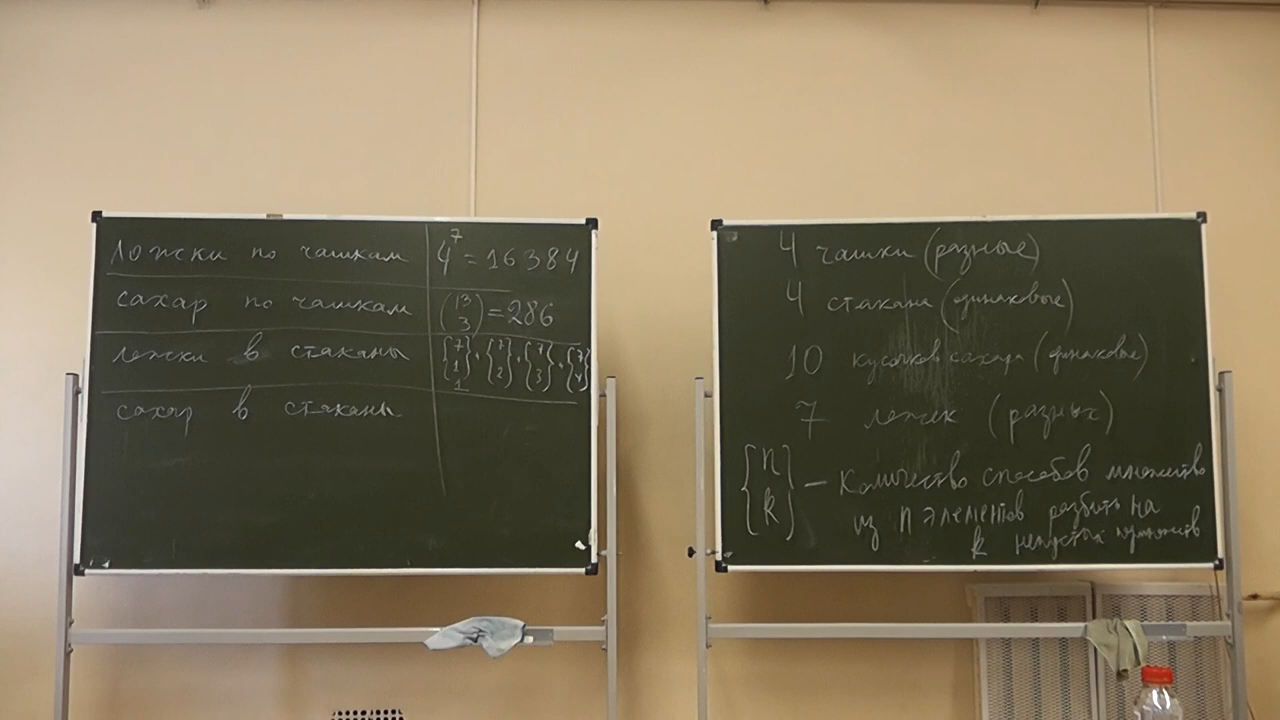 ложки по чашкам 4⁷ = 16384
сахар по чашкам (13 3) = 286
ложки в стаканы {7 1} + {7 2} + {7 3} + {7 4}
сахар в стаканы
4 чашки (разные)
4 стакана (одинаковые)
10 кусочков сахара (одинаковые)
7 ложек (разных)
{n k} – Количество способов множество
из n элементов разбить на
k непустых